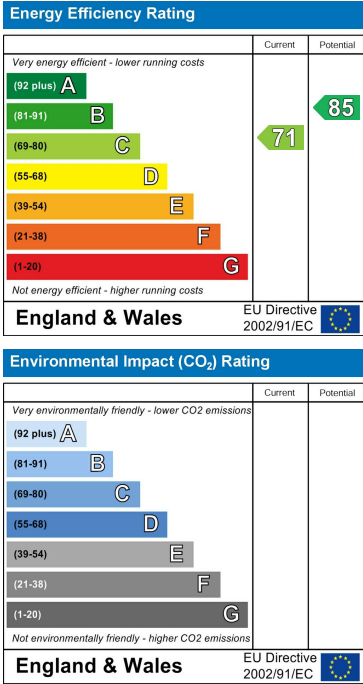 Energy Efficiency Rating
Current Potential
Very energy efficient - lower running costs
(92 plus) A
(81-91) B
(69-80) C
(55-68) D
(39-54) E
(21-38) F
(1-20) G
71
85
Not energy efficient - higher running costs
England & Wales
EU Directive
2002/91/EC
Environmental Impact (CO₂) Rating
Current Potential
Very environmentally friendly - lower CO2 emissions
(92 plus) A
(81-91) B
(69-80) C
(55-68) D
(39-54) E
(21-38) F
(1-20) G
Not environmentally friendly - higher CO2 emissions
England & Wales
EU Directive
2002/91/EC